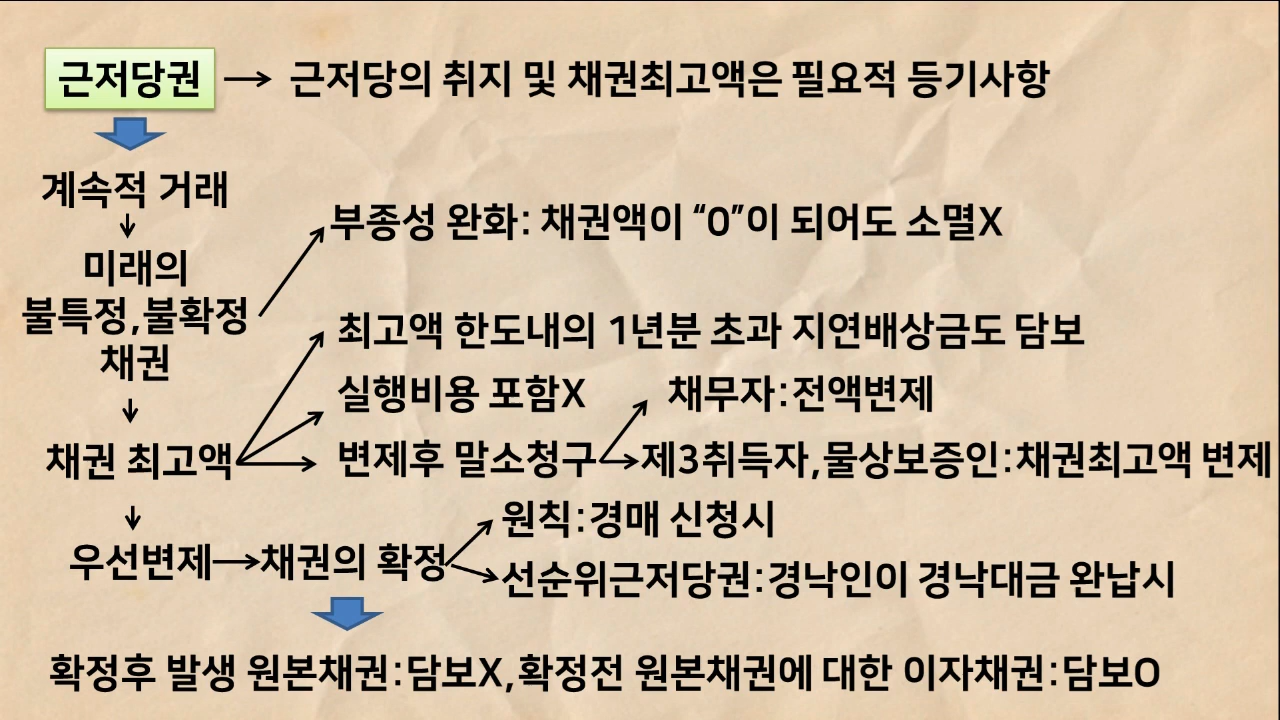 근저당권 → 근저당의 취지 및 채권최고액은 필요적 등기사항
계속적 거래
부종성 완화: 채권액이 “0”이 되어도 소멸X
미래의
불특정,불확정
채권
최고액 한도내의 1년분 초과 지연배상금도 담보
실행비용 포함X
채무자:전액변제
채권 최고액
변제후 말소청구
제3취득자,물상보증인:채권최고액 변제
원칙:경매 신청시
우선변제→채권의 확정
선순위근저당권:경낙인이 경낙대금 완납시
확정후 발생 원본채권:담보X,확정전 원본채권에 대한 이자채권:담보O